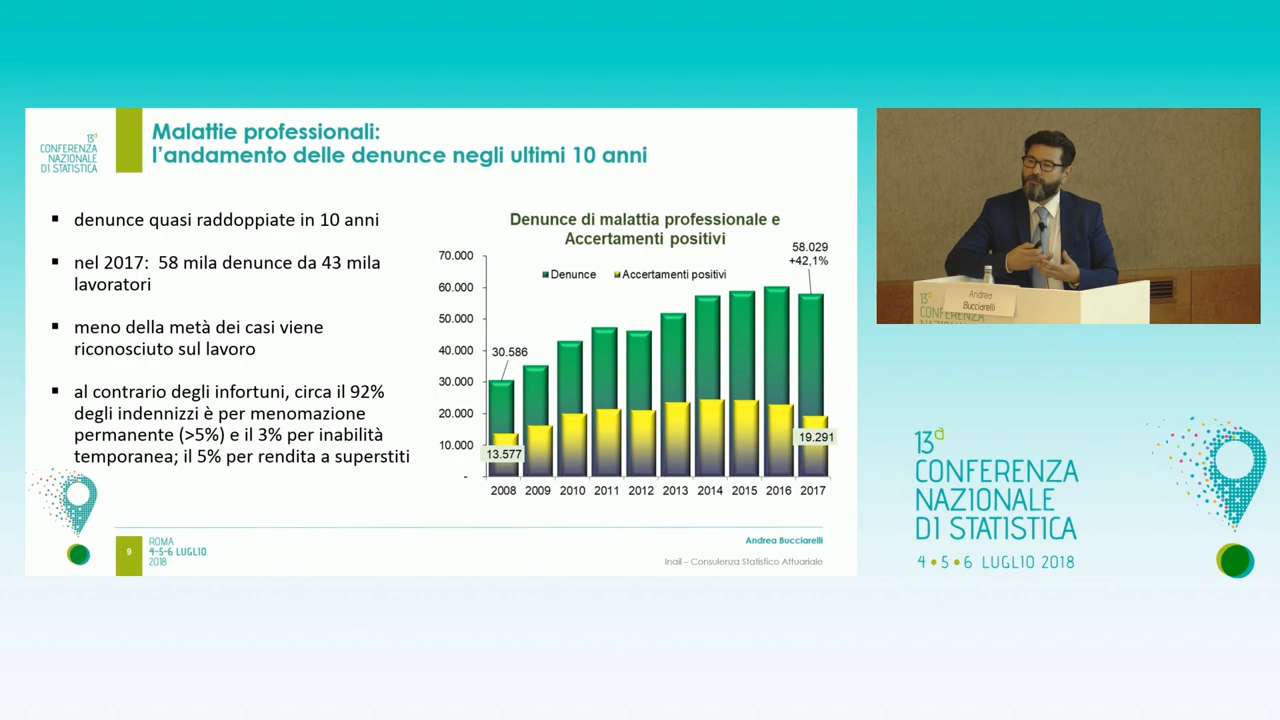 13ª
CONFERENZA
NAZIONALE
DI STATISTICA
Malattie professionali:
l'andamento delle denunce negli ultimi 10 anni
▪ denunce quasi raddoppiate in 10 anni
▪ nel 2017: 58 mila denunce da 43 mila
lavoratori
▪ meno della metà dei casi viene
riconosciuto sul lavoro
▪ al contrario degli infortuni, circa il 92%
degli indennizzi è per menomazione
permanente (>5%) e il 3% per inabilità
temporanea; il 5% per rendita a superstiti
Denunce di malattia professionale e
Accertamenti positivi
58.029
+42,1%
Denunce
Accertamenti positivi
70.000
60.000
50.000
40.000
30.000
20.000
10.000
-
30.586
13.577
19.291
2008 2009 2010 2011 2012 2013 2014 2015 2016 2017
9
ROMA
4-5-6 LUGLIO
2018
Andrea Bucciarelli
Inail – Consulenza Statistico Attuariale
Andrea
Bucciarelli
13ª
CONFERENZA
NAZIONALE
13ª
CONFERENZA
NAZIONALE
DI STATISTICA
4•5•6 LUGLIO 2018